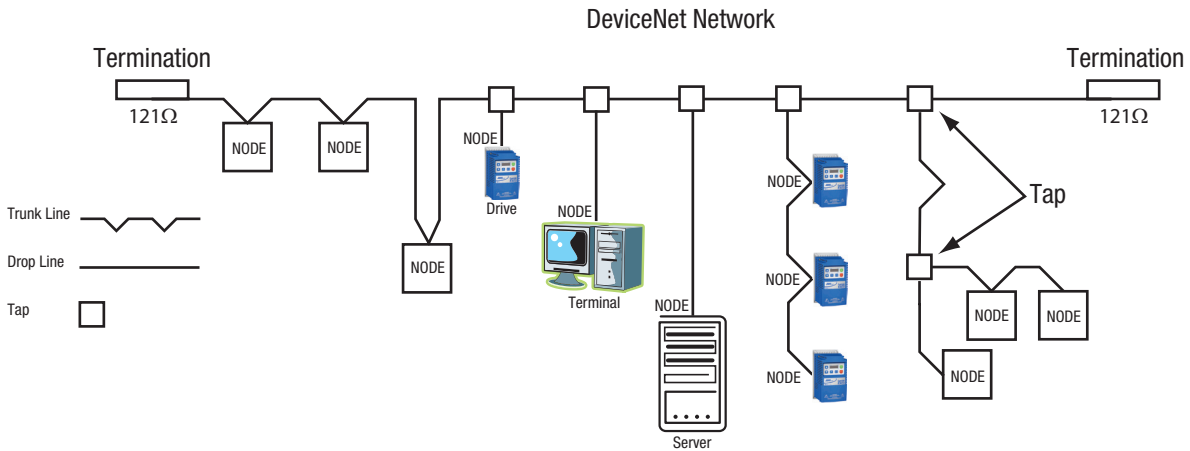 DeviceNet Network
Termination
Termination
121Ω
121Ω
NODE
NODE
NODE
NODE
Drive
NODE
Terminal
NODE
Server
NODE
NODE
NODE
Tap
NODE
NODE
NODE
Trunk Line
Drop Line
Tap